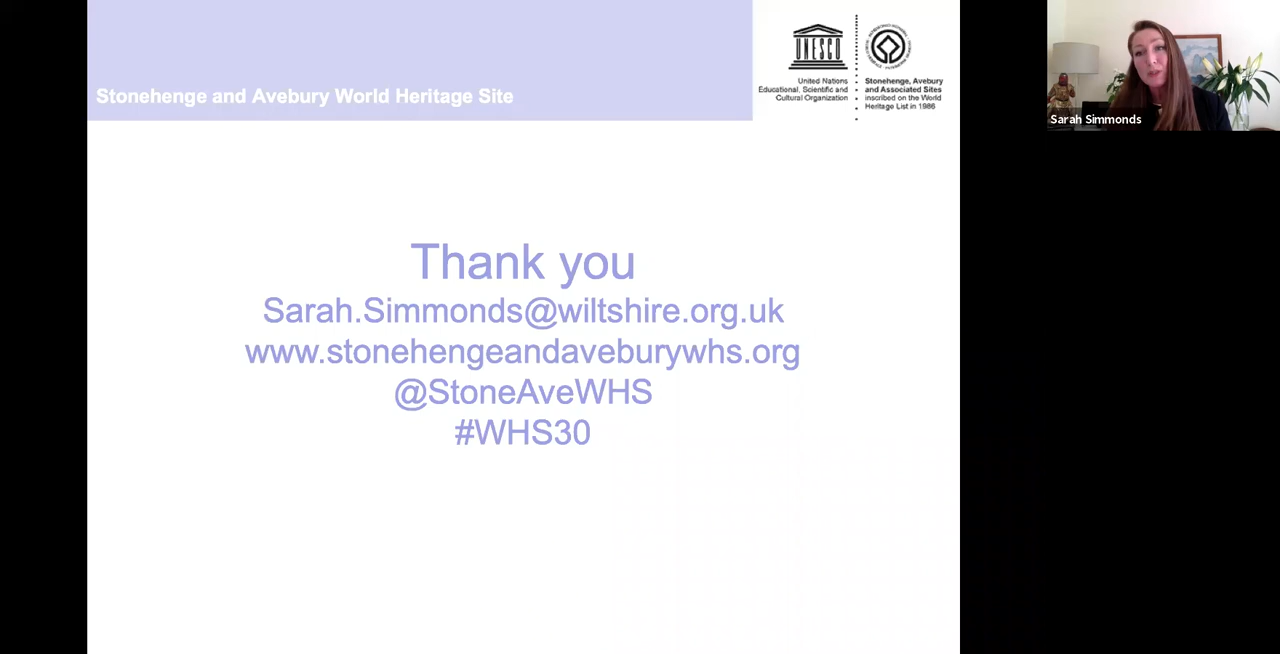 Stonehenge and Avebury World Heritage Site
UNESCO
United Nations
Educational, Scientific and
Cultural Organization
Stonehenge, Avebury
and Associated Sites
inscribed on the World
Heritage List in 1986
Sarah Simmonds
Thank you
Sarah.Simmonds@wiltshire.org.uk
www.stonehengeandaveburywhs.org
@StoneAveWHS
#WHS30